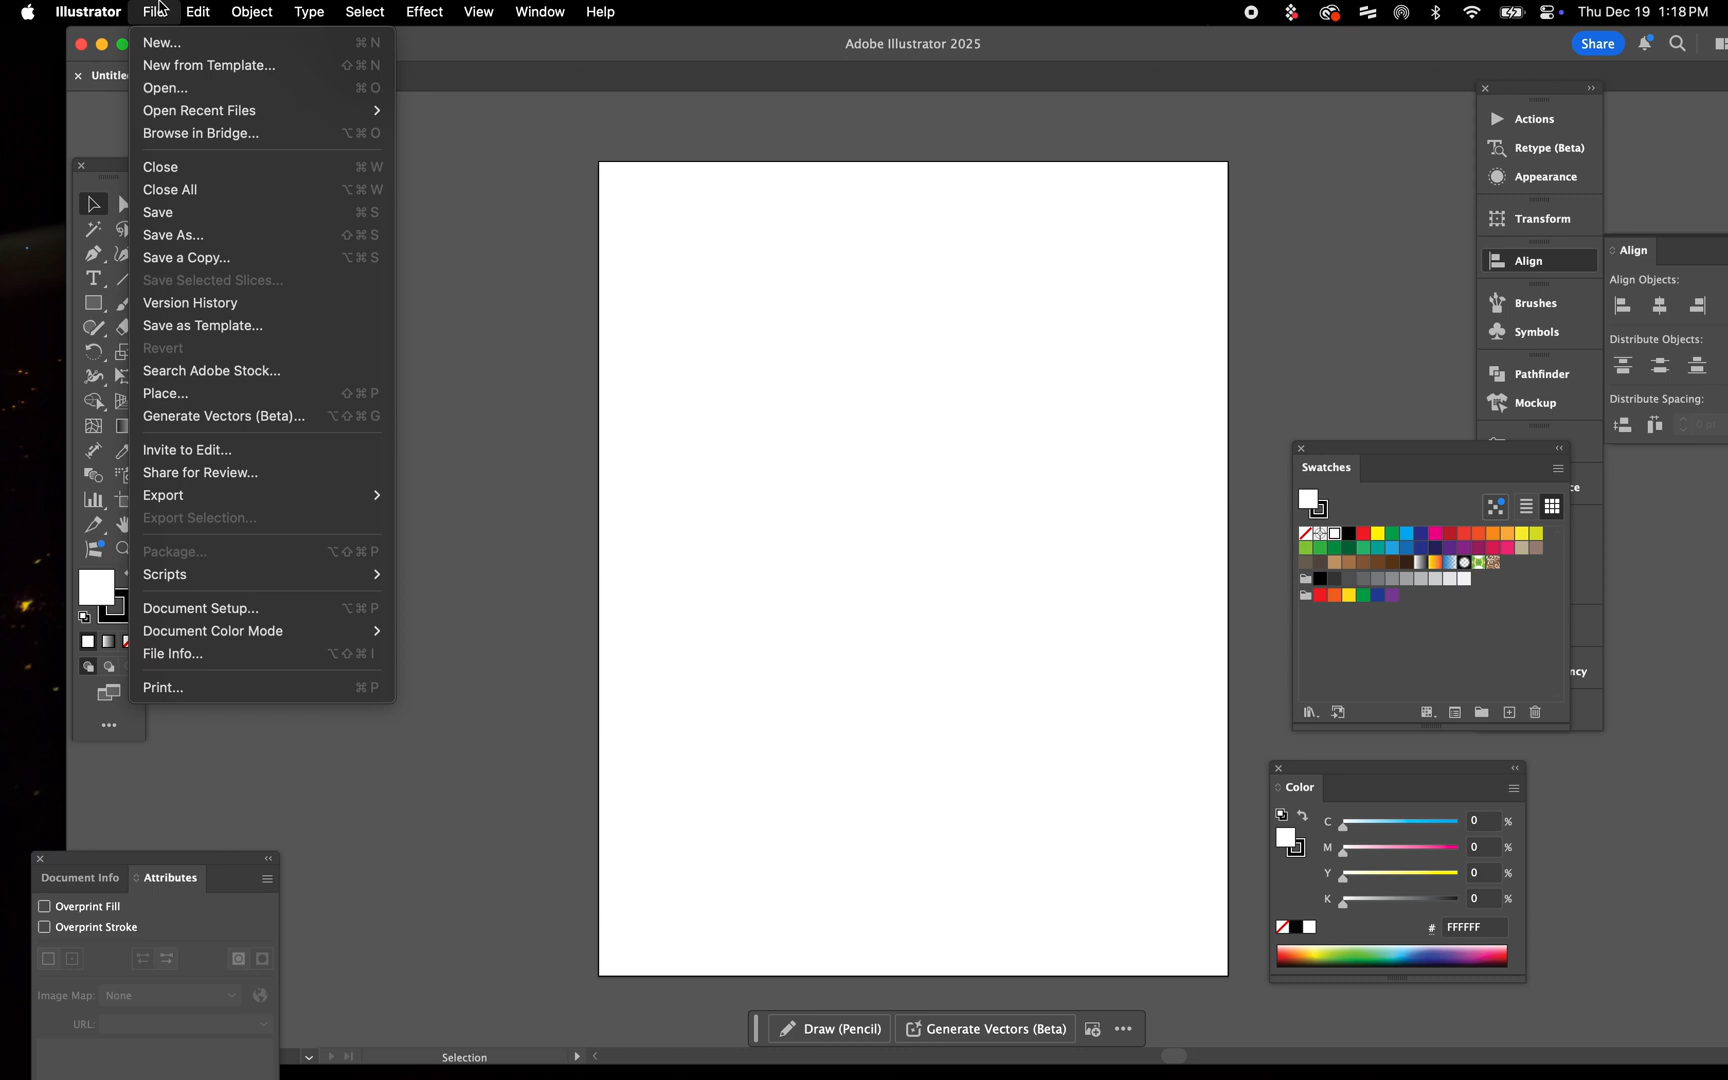 Illustrator File Edit Object Type Select Effect View Window Help Thu Dec 19 1:18 PM
Adobe Illustrator 2025 Share
Untitle
New... ⌘ N
New from Template... ⇧ ⌘ N
Open... ⌘ O
Open Recent Files
Browse in Bridge... ⌥ ⌘ O
Close ⌘ W
Close All ⌥ ⌘ W
Save ⌘ S
Save As... ⇧ ⌘ S
Save a Copy... ⌥ ⌘ S
Save Selected Slices...
Version History
Save as Template...
Revert
Search Adobe Stock...
Place... ⇧ ⌘ P
Generate Vectors (Beta)... ⌥ ⇧ ⌘ G
Invite to Edit...
Share for Review...
Export
Export Selection...
Package... ⌥ ⇧ ⌘ P
Scripts
Document Setup... ⌥ ⌘ P
Document Color Mode
File Info... ⌥ ⇧ ⌘ I
Print... ⌘ P
Actions
Retype (Beta)
Appearance
Transform
Align
Brushes
Symbols
Pathfinder
Mockup
ce
ncy
Align
Align Objects:
Distribute Objects:
Distribute Spacing:
0 pt
Swatches
Color
C 0 %
M 0 %
Y 0 %
K 0 %
# FFFFFF
Document Info Attributes
Overprint Fill
Overprint Stroke
Image Map: None
URL:
Draw (Pencil) Generate Vectors (Beta)
Selection